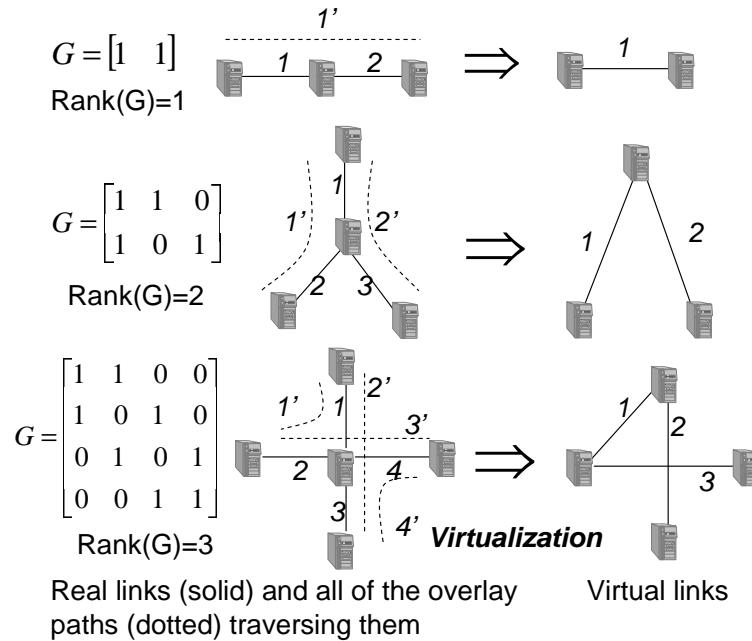 1’
G = [1 1]
1 2
1
Rank(G)=1
1
G = [1 1 0
1 0 1]
1’ 2’
2 3
1 2
Rank(G)=2
G = [1 1 0 0
1 0 1 0
0 1 0 1
0 0 1 1]
1’ 1 2’
3’
2 4
3
4’
1 2
3
Rank(G)=3
Virtualization
Real links (solid) and all of the overlay
paths (dotted) traversing them
Virtual links